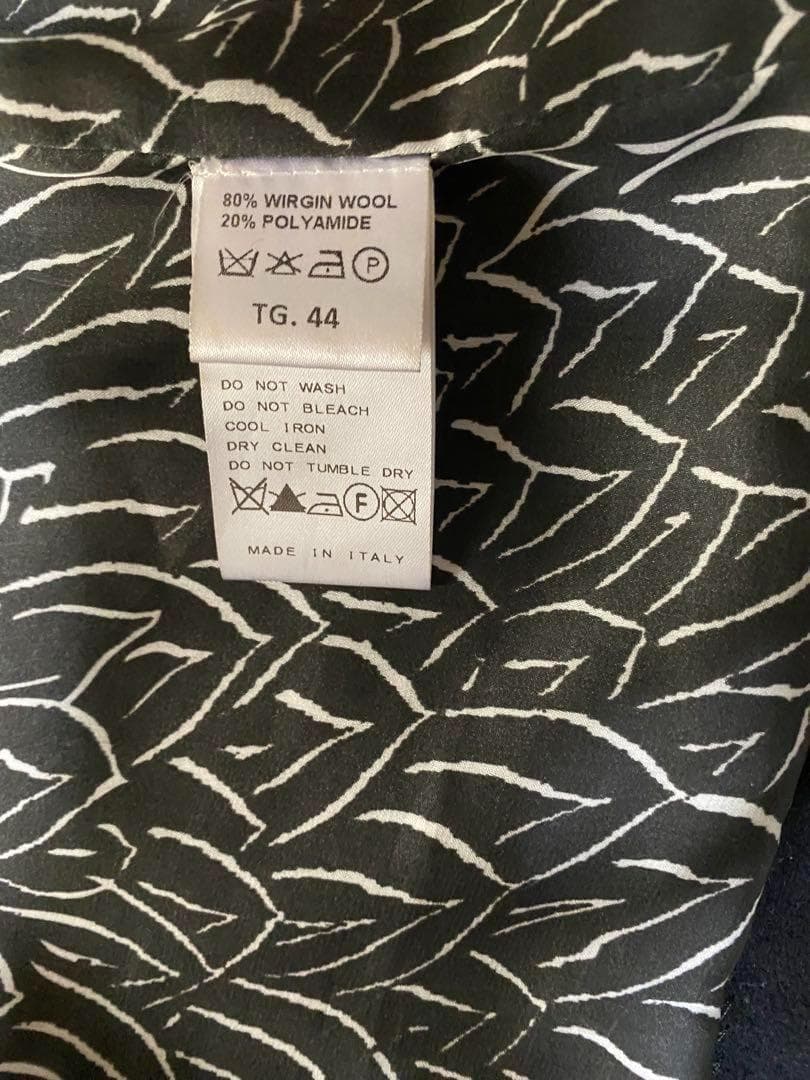 80% WIRGIN WOOL
20% POLYAMIDE
P
TG. 44
DO NOT WASH
DO NOT BLEACH
COOL IRON
DRY CLEAN
DO NOT TUMBLE DRY
F
MADE IN ITALY